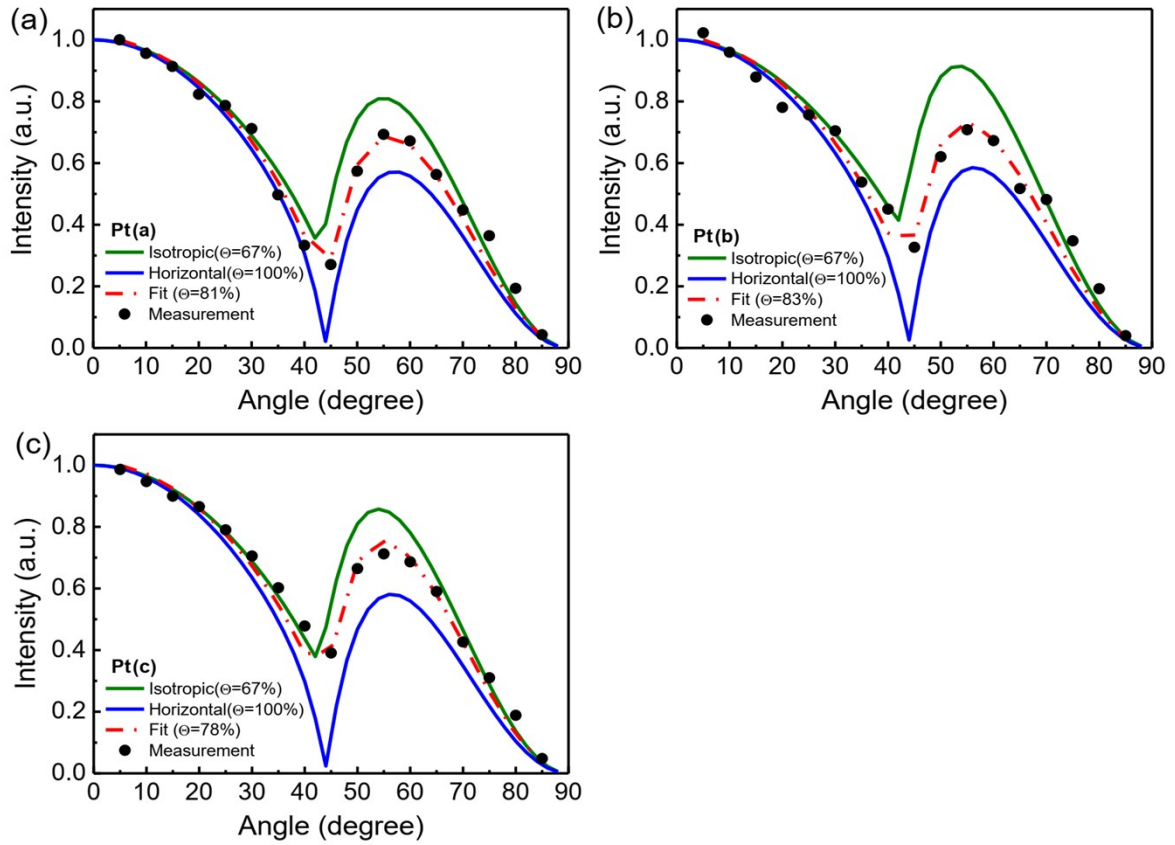 (a)
Intensity (a.u.)
1.0
0.8
0.6
0.4
0.2
0.0
Pt(a)
Isotropic(Θ=67%)
Horizontal(Θ=100%)
Fit (Θ=81%)
Measurement
0 10 20 30 40 50 60 70 80 90
Angle (degree)
(b)
Intensity (a.u.)
1.0
0.8
0.6
0.4
0.2
0.0
Pt(b)
Isotropic(Θ=67%)
Horizontal(Θ=100%)
Fit (Θ=83%)
Measurement
0 10 20 30 40 50 60 70 80 90
Angle (degree)
(c)
Intensity (a.u.)
1.0
0.8
0.6
0.4
0.2
0.0
Pt(c)
Isotropic(Θ=67%)
Horizontal(Θ=100%)
Fit (Θ=78%)
Measurement
0 10 20 30 40 50 60 70 80 90
Angle (degree)